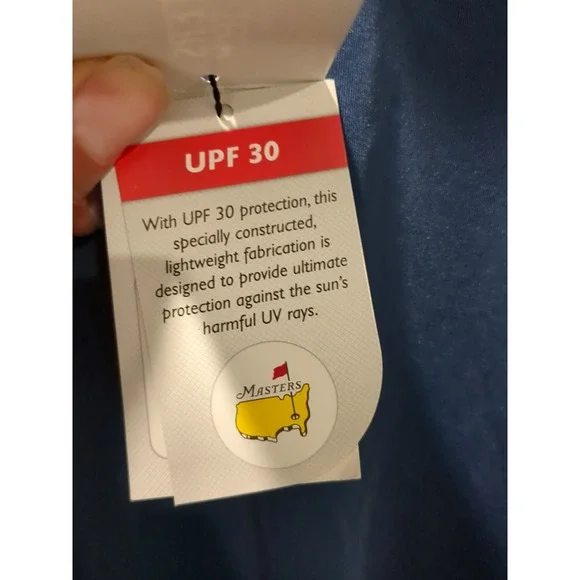 UPF 30
With UPF 30 protection, this
specially constructed,
lightweight fabrication is
designed to provide ultimate
protection against the sun's
harmful UV rays.
MASTERS